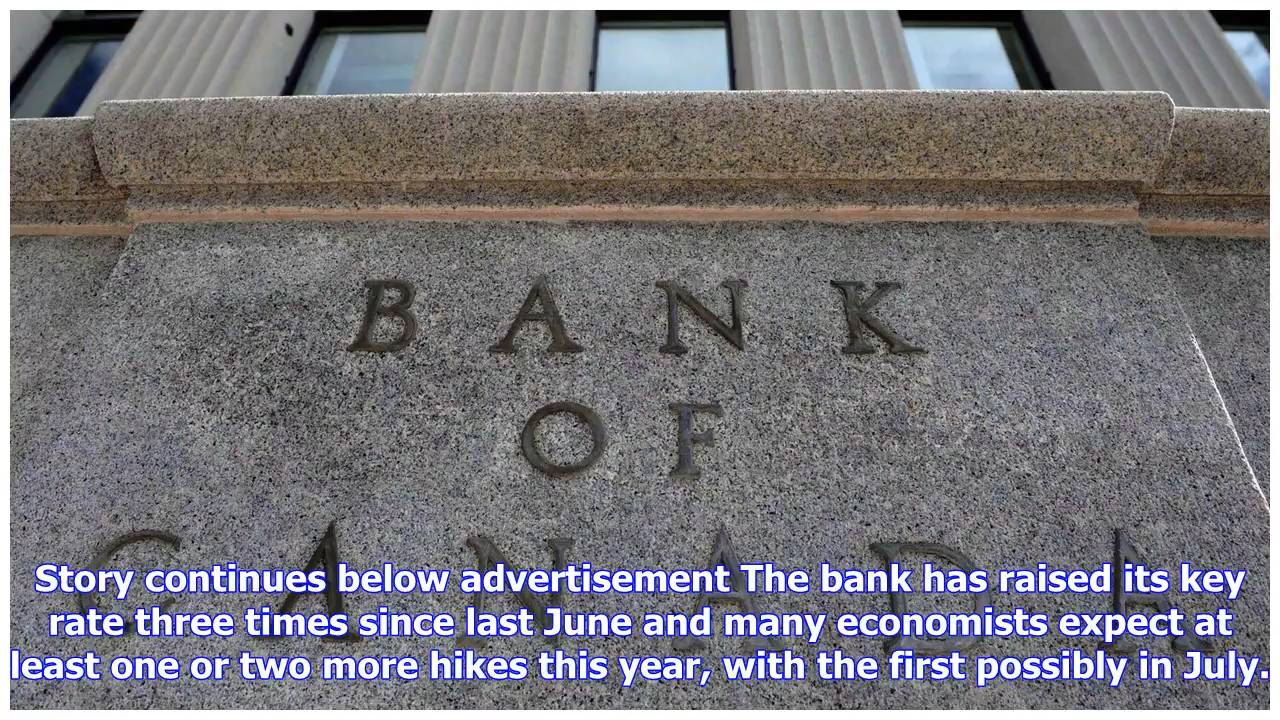 BANK
OF
CANADA
Story continues below advertisement The bank has raised its key
rate three times since last June and many economists expect at
least one or two more hikes this year, with the first possibly in July.